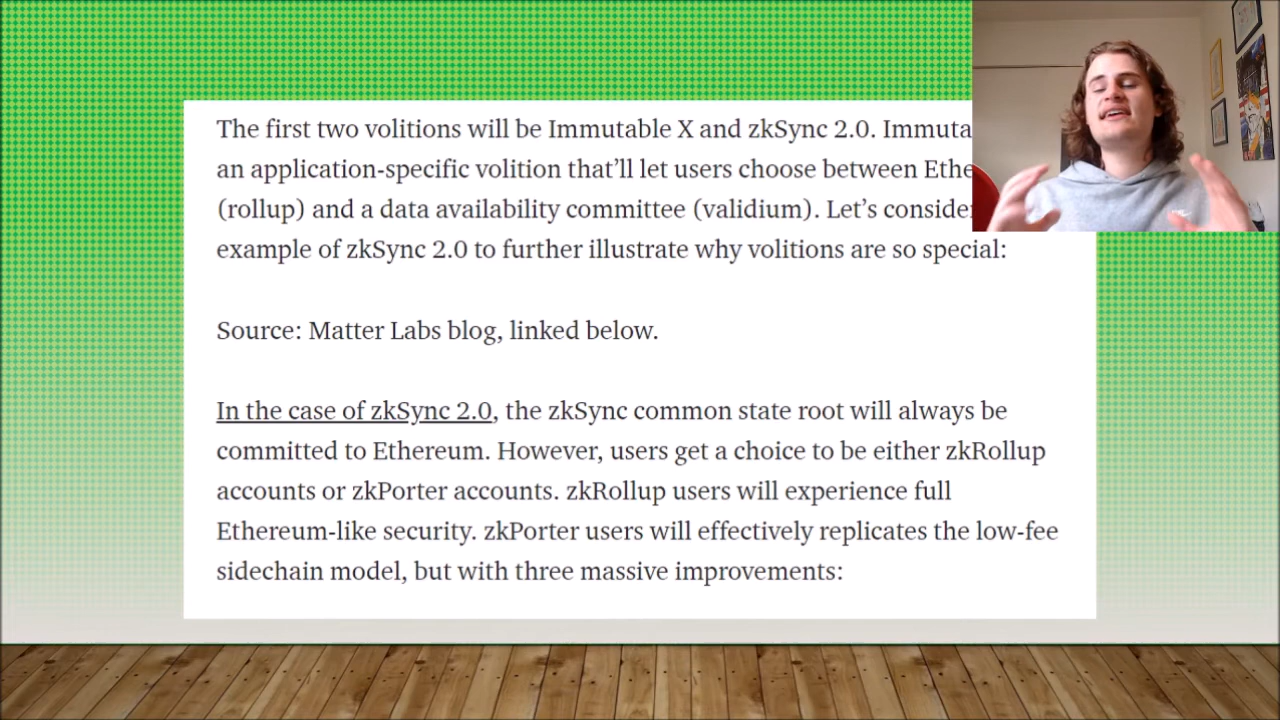 The first two volitions will be Immutable X and zkSync 2.0.
an application-specific volition that’ll let users choose between
(rollup) and a data availability committee (validium). Let’s
example of zkSync 2.0 to further illustrate why volitions are so special:
Source: Matter Labs blog, linked below.
In the case of zkSync 2.0, the zkSync common state root will always be
committed to Ethereum. However, users get a choice to be either zkRollup
accounts or zkPorter accounts. zkRollup users will experience full
Ethereum-like security. zkPorter users will effectively replicates the low-fee
sidechain model, but with three massive improvements: